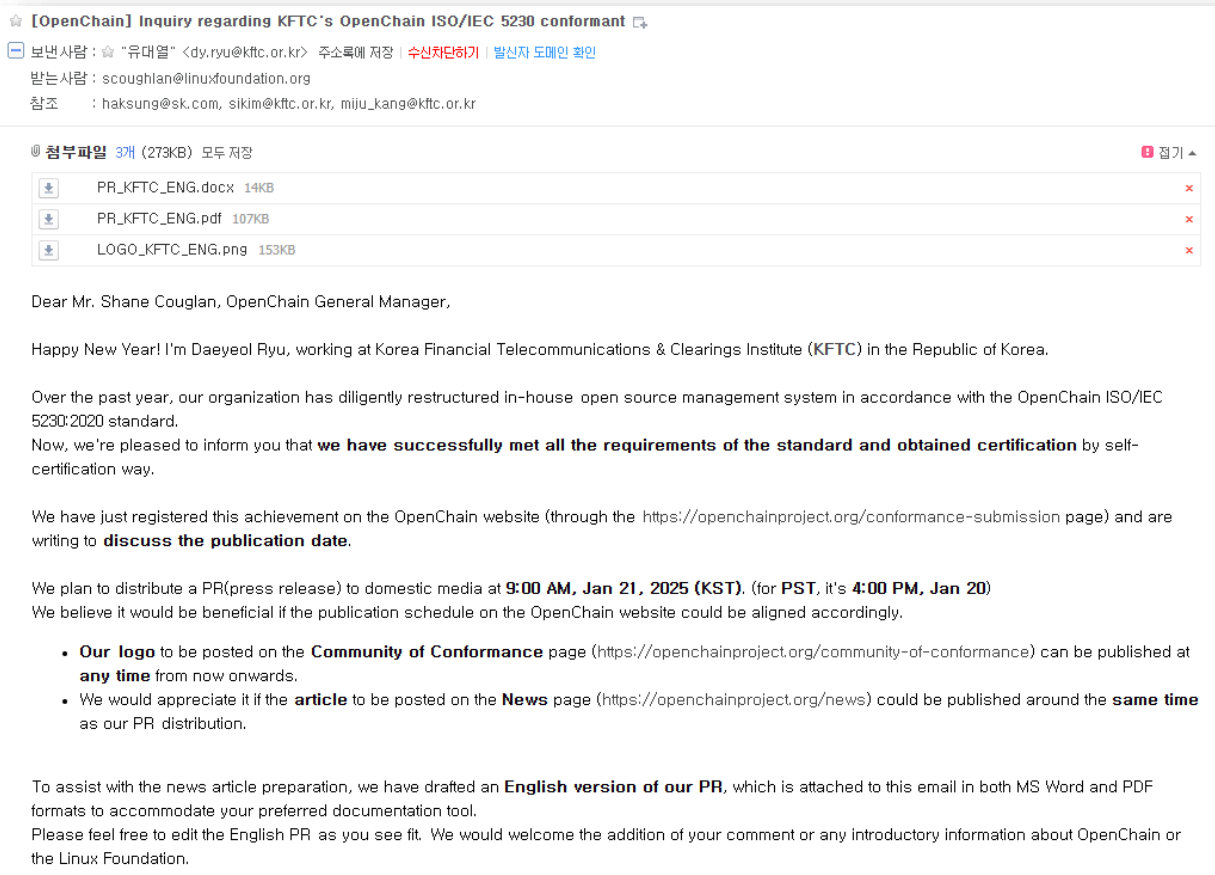 [OpenChain] Inquiry regarding KFTC's OpenChain ISO/IEC 5230 conformant
보낸사람 : "유대열" <dy.ryu@kftc.or.kr> 주소록에 저장 | 수신차단하기 | 발신자 도메인 확인
받는사람 : scoughlan@linuxfoundation.org
참조 : haksung@sk.com, sikim@kftc.or.kr, miju_kang@kftc.or.kr
첨부파일 3개 (273KB) 모두 저장 접기
PR_KFTC_ENG.docx 14KB
PR_KFTC_ENG.pdf 107KB
LOGO_KFTC_ENG.png 153KB
Dear Mr. Shane Couglan, OpenChain General Manager,
Happy New Year! I'm Daeyeol Ryu, working at Korea Financial Telecommunications & Clearings Institute (KFTC) in the Republic of Korea.
Over the past year, our organization has diligently restructured in-house open source management system in accordance with the OpenChain ISO/IEC
5230:2020 standard.
Now, we're pleased to inform you that we have successfully met all the requirements of the standard and obtained certification by self-
certification way.
We have just registered this achievement on the OpenChain website (through the https://openchainproject.org/conformance-submission page) and are
writing to discuss the publication date.
We plan to distribute a PR(press release) to domestic media at 9:00 AM, Jan 21, 2025 (KST). (for PST, it's 4:00 PM, Jan 20)
We believe it would be beneficial if the publication schedule on the OpenChain website could be aligned accordingly.
• Our logo to be posted on the Community of Conformance page (https://openchainproject.org/community-of-conformance) can be published at
any time from now onwards.
• We would appreciate it if the article to be posted on the News page (https://openchainproject.org/news) could be published around the same time
as our PR distribution.
To assist with the news article preparation, we have drafted an English version of our PR, which is attached to this email in both MS Word and PDF
formats to accommodate your preferred documentation tool.
Please feel free to edit the English PR as you see fit. We would welcome the addition of your comment or any introductory information about OpenChain or
the Linux Foundation.